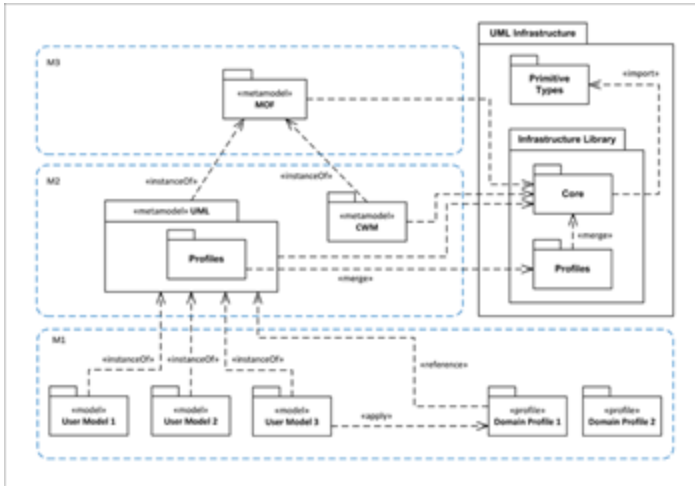 UML Infrastructure
M3
Primitive
Types
«import»
«metamodel»
MOF
Infrastructure Library
M2
«instanceOf»
«instanceOf»
Core
«metamodel» UML
«metamodel»
CWM
«merge»
Profiles
Profiles
«merge»
M1
«instanceOf»
«instanceOf»
«instanceOf»
«reference»
«model»
User Model 1
«model»
User Model 2
«model»
User Model 3
«apply»
«profile»
Domain Profile 1
«profile»
Domain Profile 2